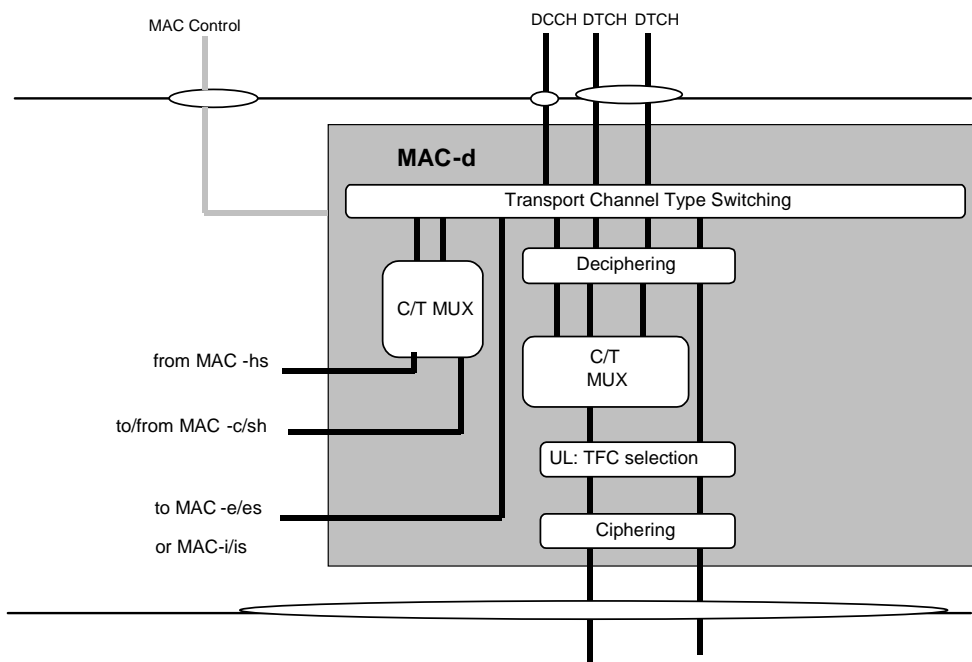 MAC Control
DCCH DTCH DTCH
MAC-d
Transport Channel Type Switching
Deciphering
C/T MUX
from MAC -hs
C/T
MUX
to/from MAC -c/sh
UL: TFC selection
to MAC -e/es
or MAC-i/is
Ciphering